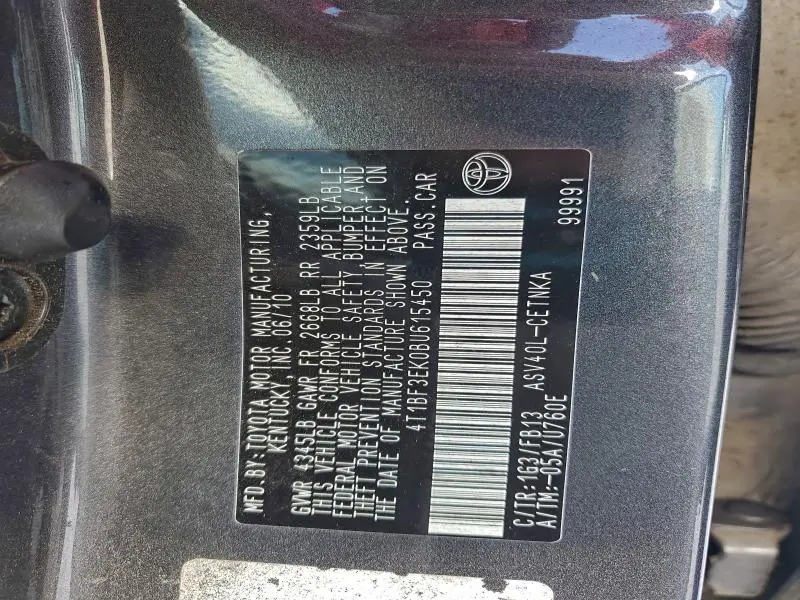 MFD.BY:TOYOTA MOTOR MANUFACTURING,
KENTUCKY, INC.06/10
GVWR 4345LB GAWR FR 2668LB RR 2359LB
THIS VEHICLE CONFORMS TO ALL APPLICABLE
FEDERAL MOTOR VEHICLE SAFETY, BUMPER,AND
THEFT PREVENTION STANDARDS IN EFFECT ON
THE DATE OF MANUFACTURE SHOWN ABOVE.
4T1BF3EK0BU615450 PASS.CAR
C/TR:1G3/FB13 ASV40L-CETNKA
A/TM:-05A/U760E 99991